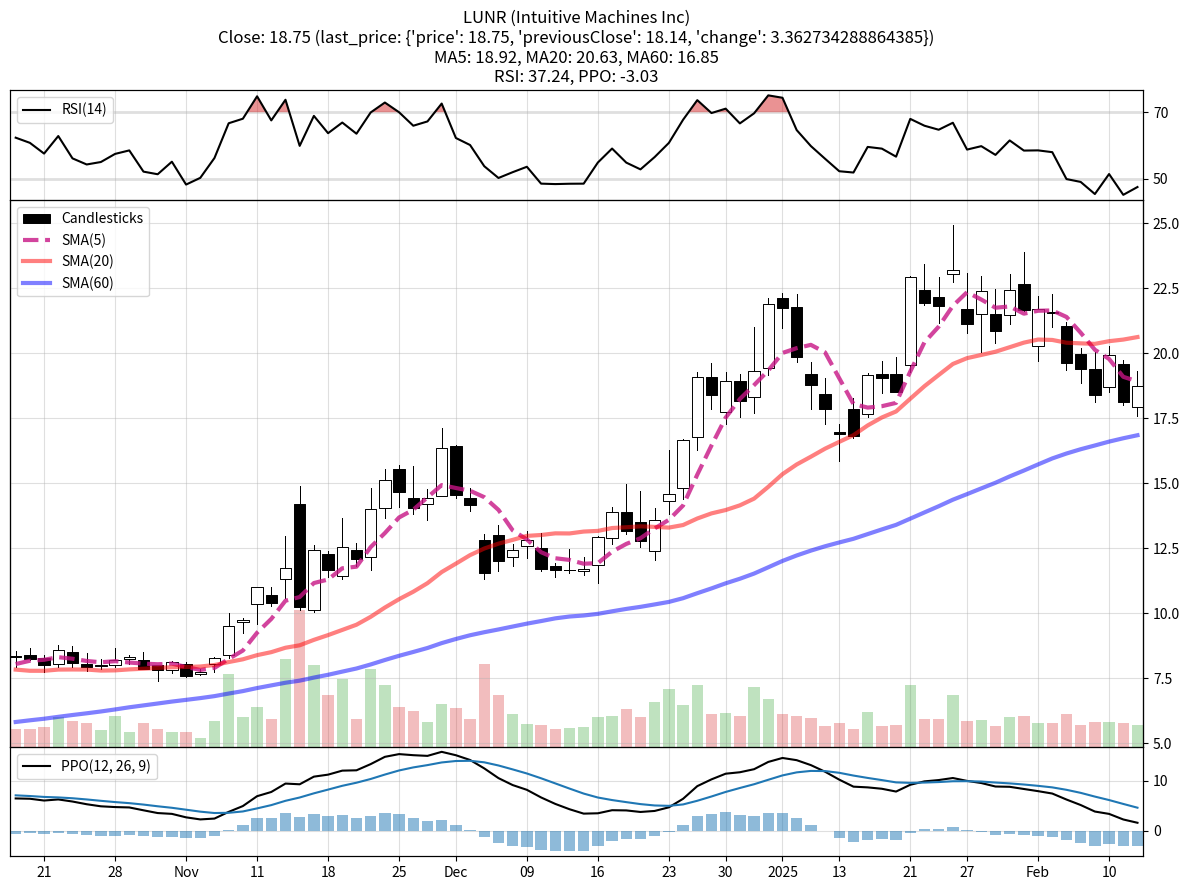 LUNR (Intuitive Machines Inc)
Close: 18.75 (last_price: {'price': 18.75, 'previousClose': 18.14, 'change': 3.362734288864385})
MA5: 18.92, MA20: 20.63, MA60: 16.85
RSI: 37.24, PPO: -3.03
RSI(14)
70
50
Candlesticks
SMA(5)
SMA(20)
SMA(60)
25.0
22.5
20.0
17.5
15.0
12.5
10.0
7.5
5.0
PPO(12, 26, 9)
10
0
21 28 Nov 11 18 25 Dec 09 16 23 30 2025 13 21 27 Feb 10